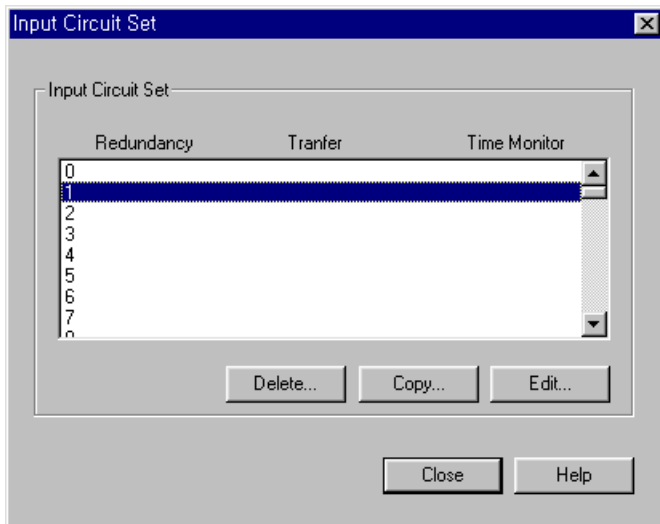 Input Circuit Set
Input Circuit Set
Redundancy Tranfer Time Monitor
0
1
2
3
4
5
6
7
Delete... Copy... Edit...
Close Help